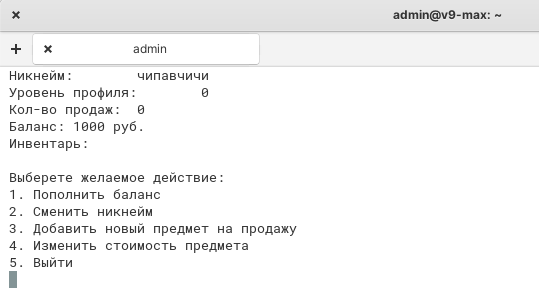 admin@v9-max: ~
admin
Никнейм: чипавчичи
Уровень профиля: 0
Кол-во продаж: 0
Баланс: 1000 руб.
Инвентарь:
Выберете желаемое действие:
1. Пополнить баланс
2. Сменить никнейм
3. Добавить новый предмет на продажу
4. Изменить стоимость предмета
5. Выйти